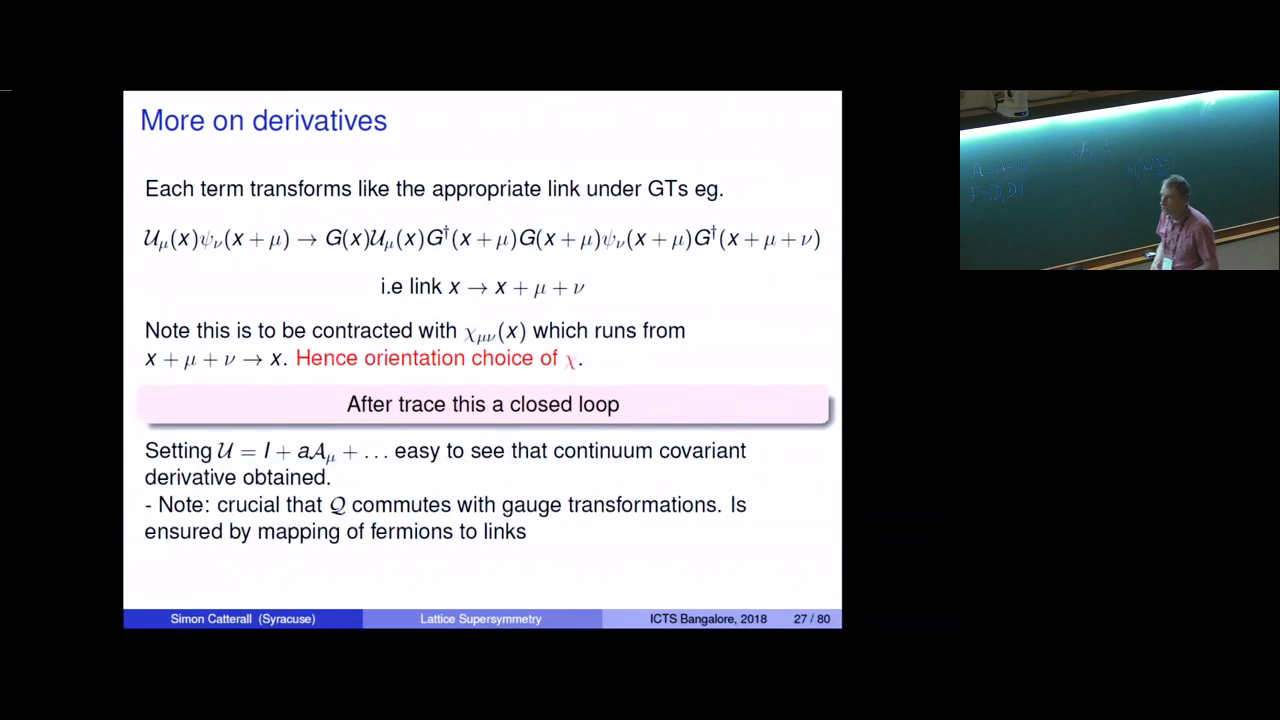 More on derivatives
Each term transforms like the appropriate link under GTs eg.
𝒰_μ(x)ψ_ν(x + μ) → G(x)𝒰_μ(x)G†(x + μ)G(x + μ)ψ_ν(x + μ)G†(x + μ + ν)
i.e link x → x + μ + ν
Note this is to be contracted with χ_μν(x) which runs from
x + μ + ν → x. Hence orientation choice of χ.
After trace this a closed loop
Setting 𝒰 = I + a𝒜_μ + … easy to see that continuum covariant
derivative obtained.
- Note: crucial that 𝒬 commutes with gauge transformations. Is
ensured by mapping of fermions to links
Simon Catterall (Syracuse) Lattice Supersymmetry ICTS Bangalore, 2018 27 / 80